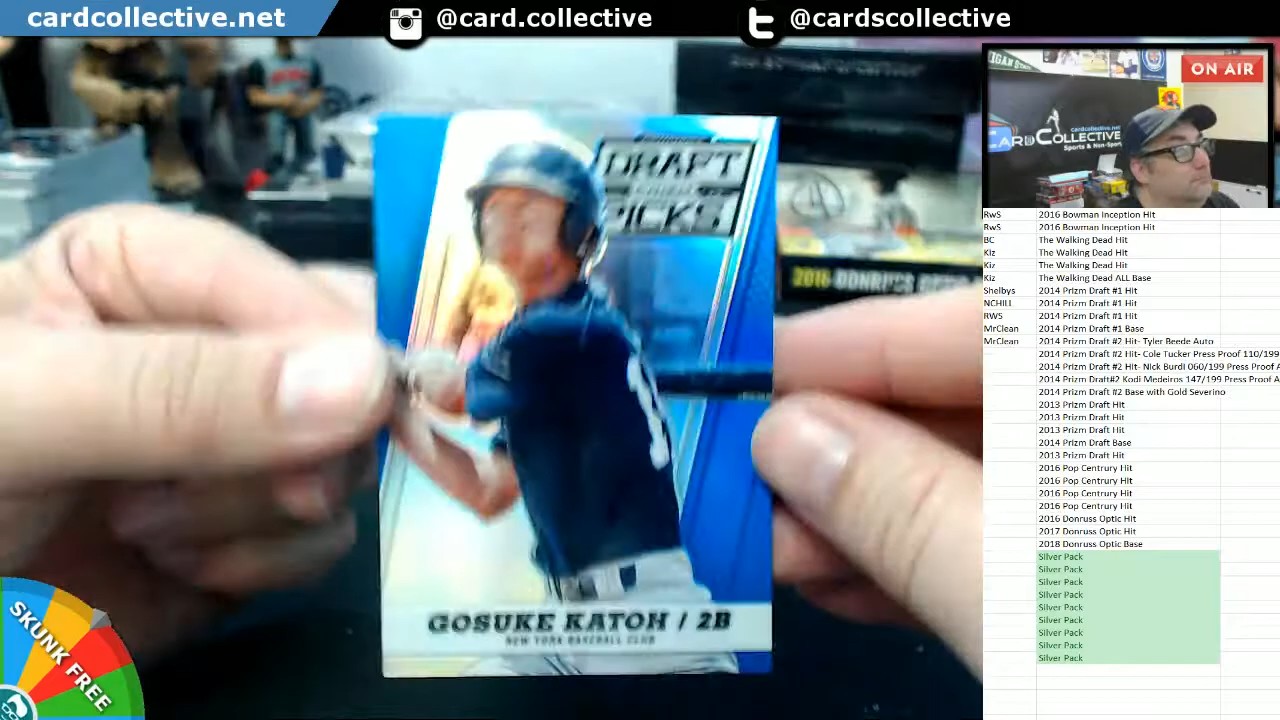 cardcollective.net
@card.collective
@cardscollective
IGAN STAT
ON AIR
cardcollective.net
CARDCOLLECTIVE
Sports & Non-Sport
DRAFT
PICKS
2016 DONRUSS
GOSUKE KATOH / 2B
NEW YORK BASEBALL CLUB
SKUNK FREE
RwS 2016 Bowman Inception Hit
RwS 2016 Bowman Inception Hit
BC The Walking Dead Hit
Kiz The Walking Dead Hit
Kiz The Walking Dead Hit
Kiz The Walking Dead ALL Base
Shelbys 2014 Prizm Draft #1 Hit
NCHILL 2014 Prizm Draft #1 Hit
RWS 2014 Prizm Draft #1 Hit
MrClean 2014 Prizm Draft #1 Base
MrClean 2014 Prizm Draft #2 Hit- Tyler Beede Auto
2014 Prizm Draft #2 Hit- Cole Tucker Press Proof 110/199
2014 Prizm Draft #2 Hit- Nick Burdi 060/199 Press Proof A
2014 Prizm Draft#2 Kodi Medeiros 147/199 Press Proof A
2014 Prizm Draft #2 Base with Gold Severino
2013 Prizm Draft Hit
2013 Prizm Draft Hit
2013 Prizm Draft Hit
2014 Prizm Draft Base
2013 Prizm Draft Hit
2016 Pop Centrury Hit
2016 Pop Centrury Hit
2016 Pop Centrury Hit
2016 Pop Centrury Hit
2016 Donruss Optic Hit
2017 Donruss Optic Hit
2018 Donruss Optic Base
Silver Pack
Silver Pack
Silver Pack
Silver Pack
Silver Pack
Silver Pack
Silver Pack
Silver Pack
Silver Pack